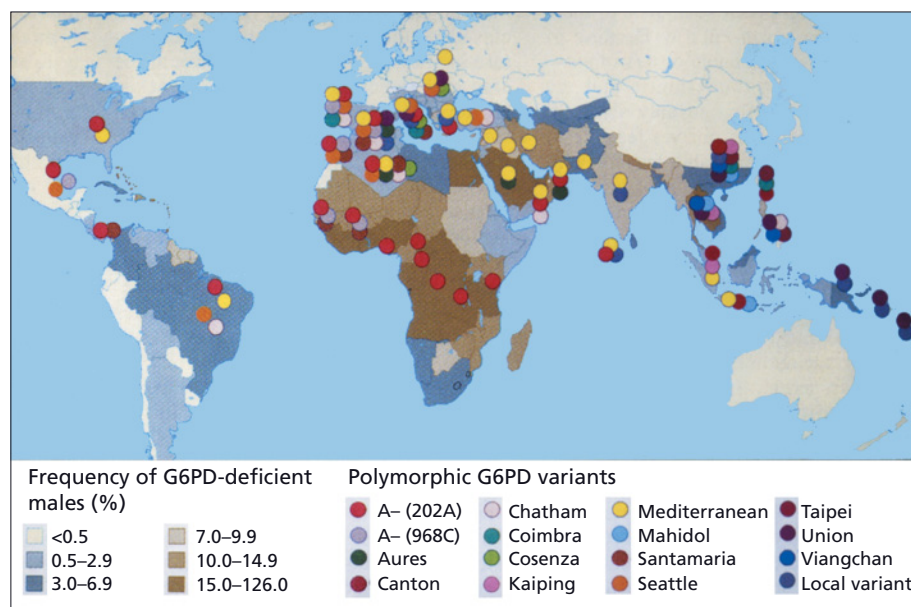 Frequency of G6PD-deficient
males (%)
<0.5
0.5–2.9
3.0–6.9
7.0–9.9
10.0–14.9
15.0–126.0
Polymorphic G6PD variants
A– (202A)
A– (968C)
Aures
Canton
Chatham
Coimbra
Cosenza
Kaiping
Mediterranean
Mahidol
Santamaria
Seattle
Taipei
Union
Viangchan
Local variant